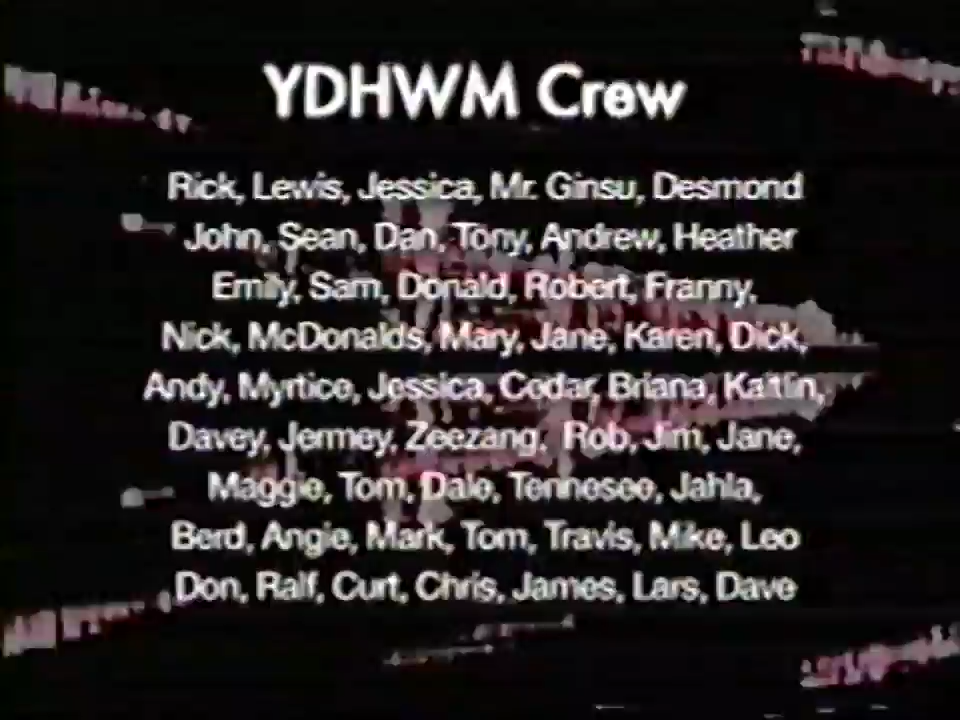 YDHWM Crew
Rick, Lewis, Jessica, Mr. Ginsu, Desmond
John, Sean, Dan, Tony, Andrew, Heather
Emily, Sam, Donald, Robert, Franny,
Nick, McDonalds, Mary, Jane, Karen, Dick,
Andy, Myrtice, Jessica, Cedar, Briana, Kaitlin,
Davey, Jermey, Zeezang, Rob, Jim, Jane,
Maggie, Tom, Dale, Tennesee, Jahla,
Berd, Angie, Mark, Tom, Travis, Mike, Leo
Don, Ralf, Curt, Chris, James, Lars, Dave